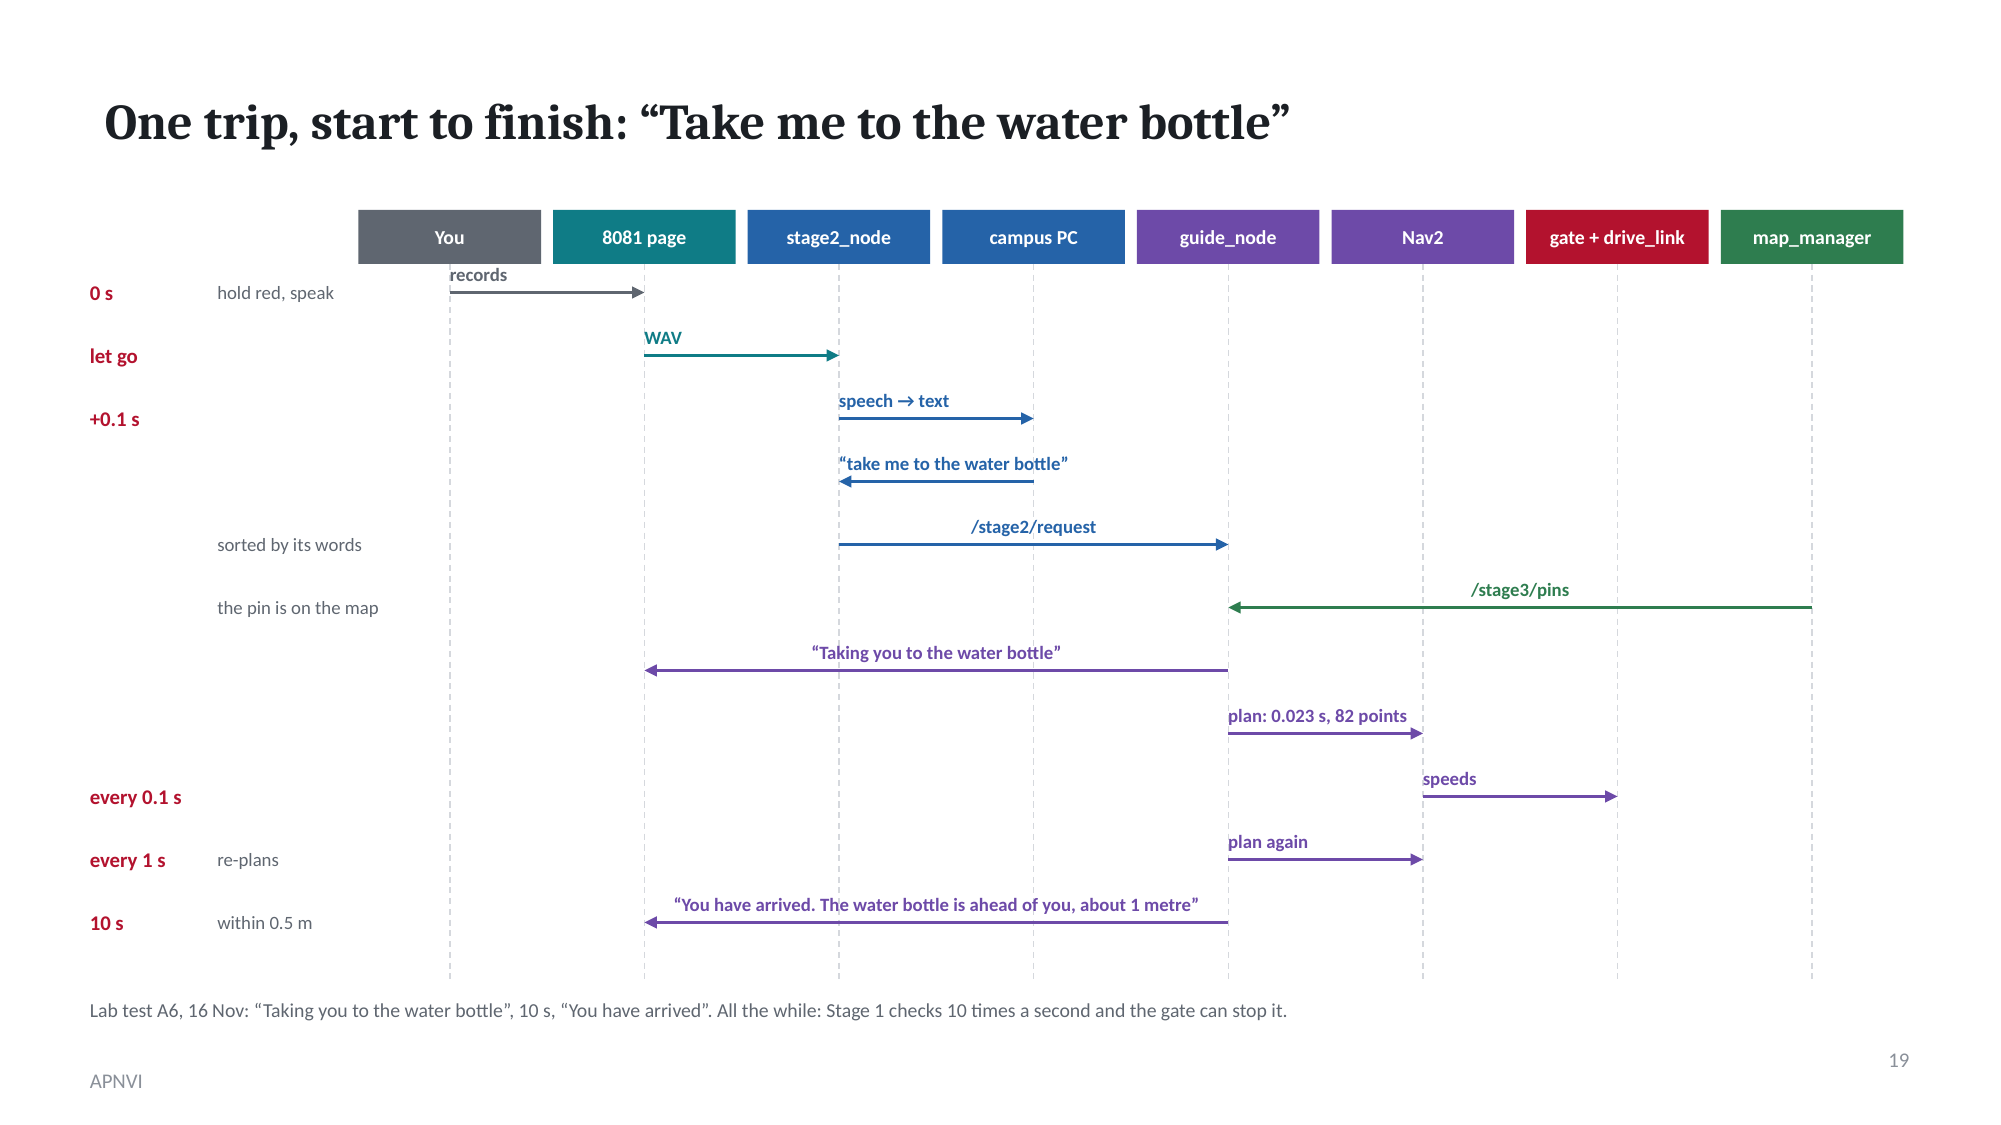 One trip, start to finish: “Take me to the water bottle”
You 8081 page stage2_node campus PC guide_node Nav2 gate + drive_link map_manager
records
0 s hold red, speak
WAV
let go
speech → text
+0.1 s
“take me to the water bottle”
/stage2/request
sorted by its words
/stage3/pins
the pin is on the map
“Taking you to the water bottle”
plan: 0.023 s, 82 points
speeds
every 0.1 s
plan again
every 1 s re-plans
“You have arrived. The water bottle is ahead of you, about 1 metre”
10 s within 0.5 m
Lab test A6, 16 Nov: “Taking you to the water bottle”, 10 s, “You have arrived”. All the while: Stage 1 checks 10 times a second and the gate can stop it.
19
APNVI